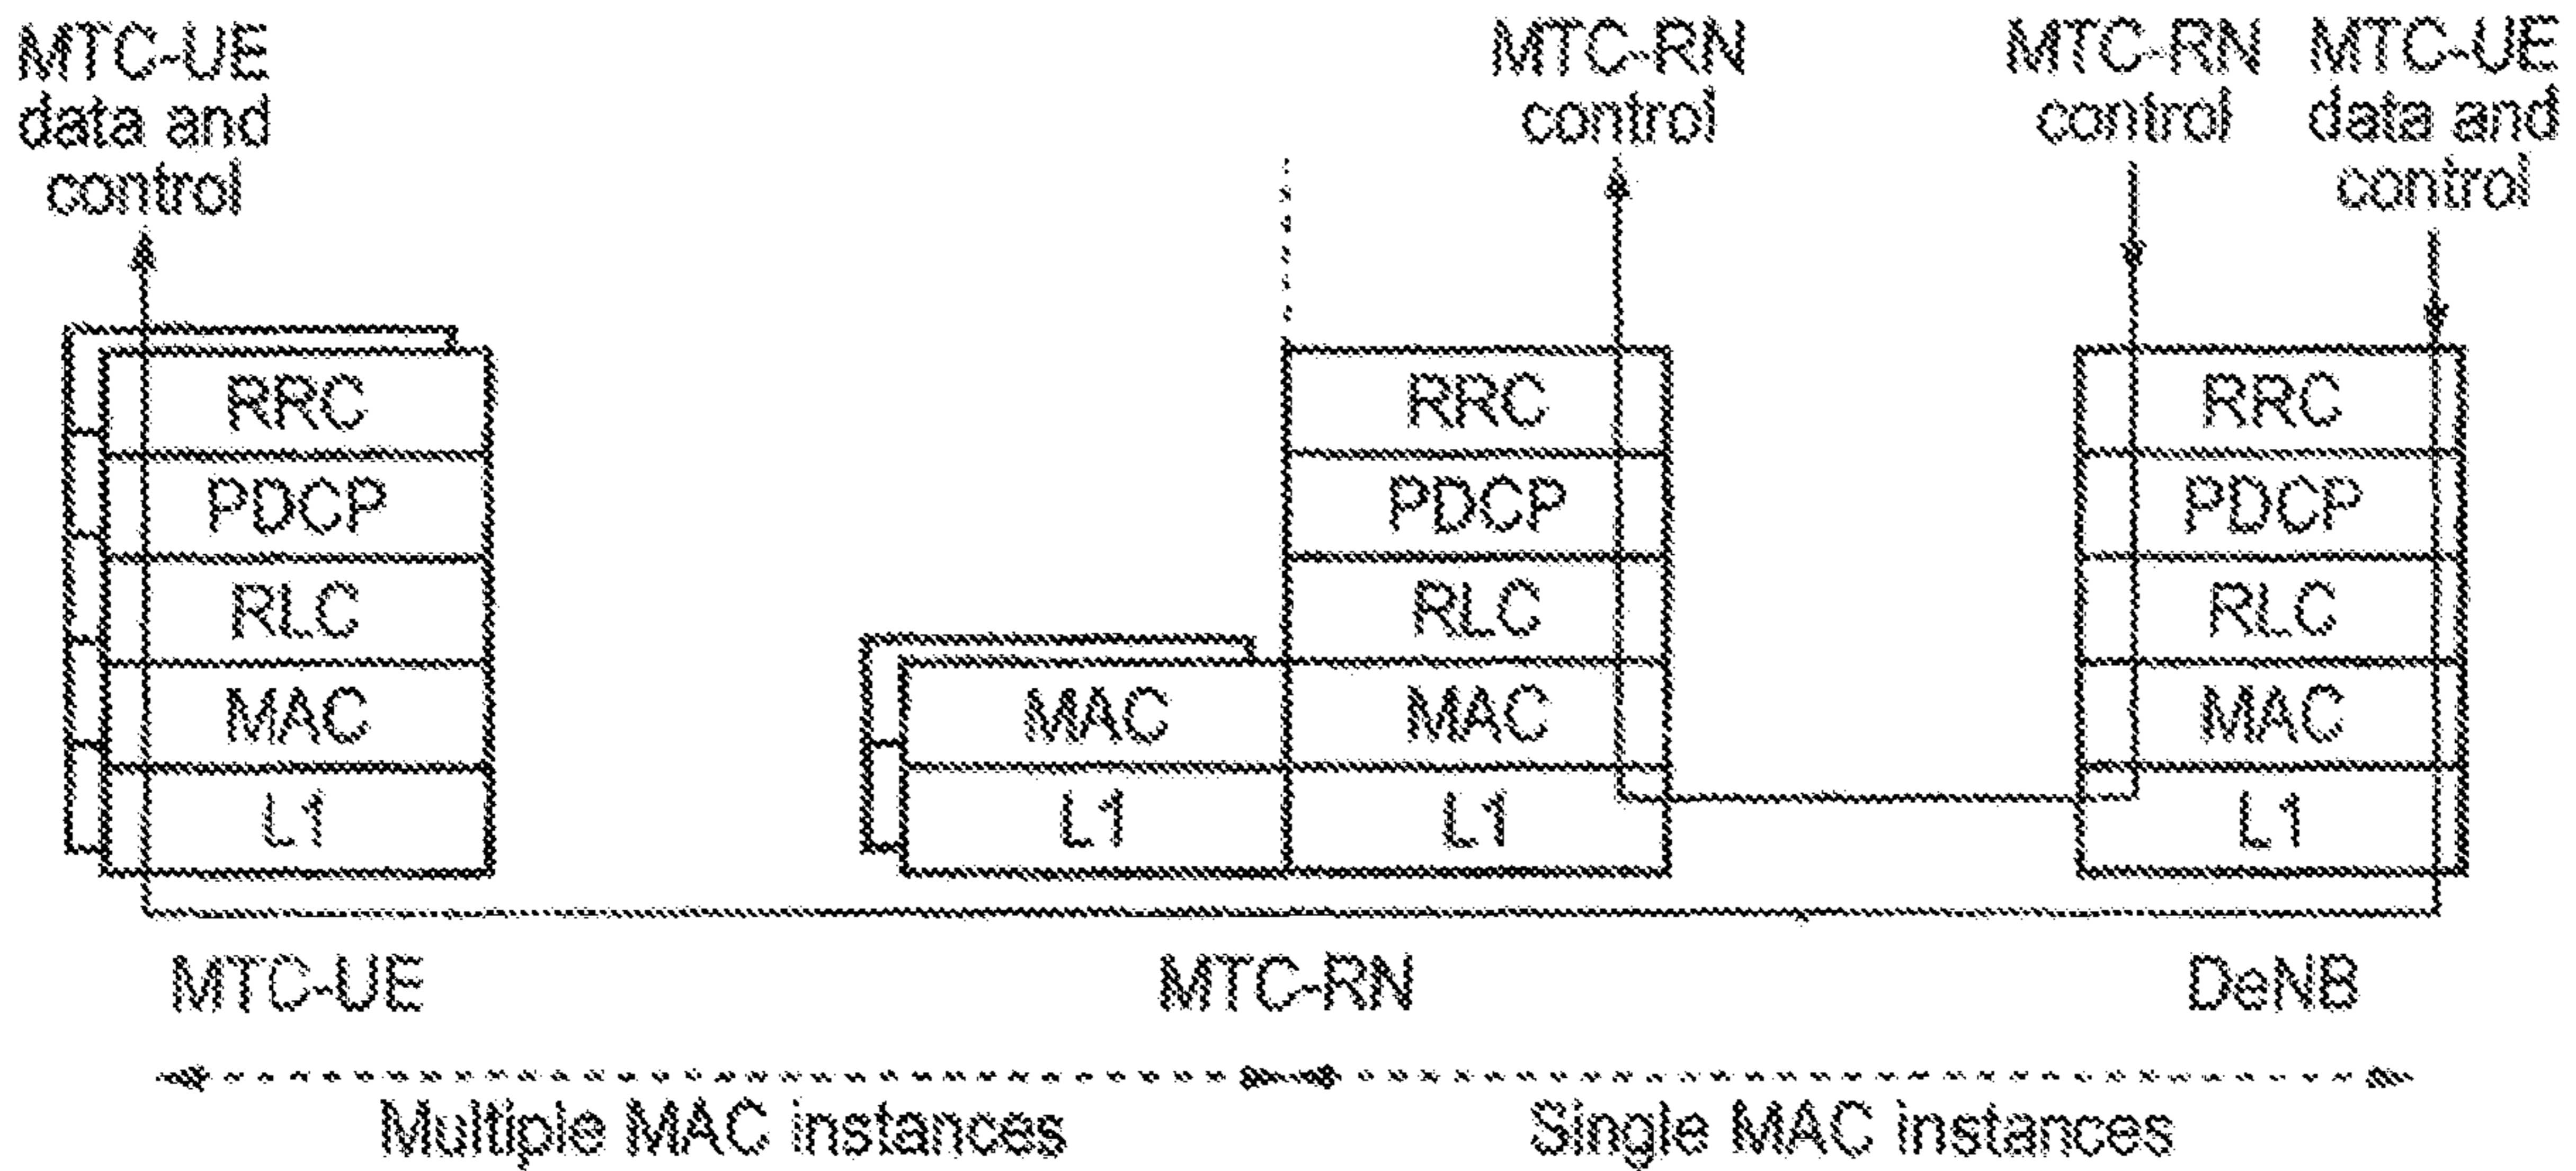 MTC-UE
data and
control
MTC-RN
control
MTC-RN
control
MTC-UE
data and
control
RRC
PDCP
RLC
MAC
L1
MAC
L1
RRC
PDCP
RLC
MAC
L1
RRC
PDCP
RLC
MAC
L1
MTC-UE
MTC-RN
DeNB
Multiple MAC instances
Single MAC instances